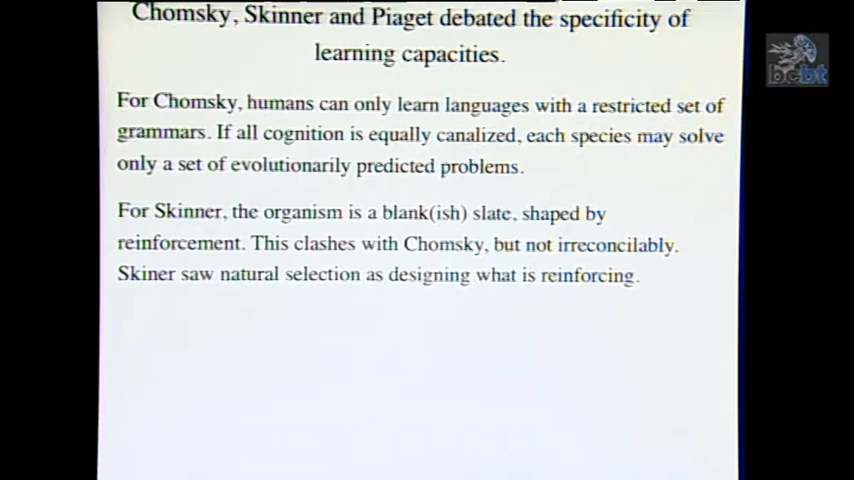 Chomsky, Skinner and Piaget debated the specificity of
learning capacities.
For Chomsky, humans can only learn languages with a restricted set of
grammars. If all cognition is equally canalized, each species may solve
only a set of evolutionarily predicted problems.
For Skinner, the organism is a blank(ish) slate, shaped by
reinforcement. This clashes with Chomsky, but not irreconcilably.
Skiner saw natural selection as designing what is reinforcing.
bcbt